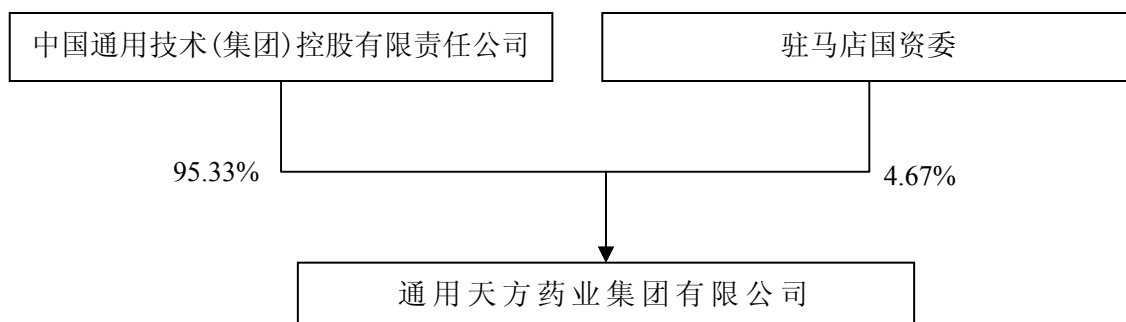 中国通用技术(集团)控股有限责任公司
驻马店国资委
95.33%
4.67%
通用天方药业集团有限公司